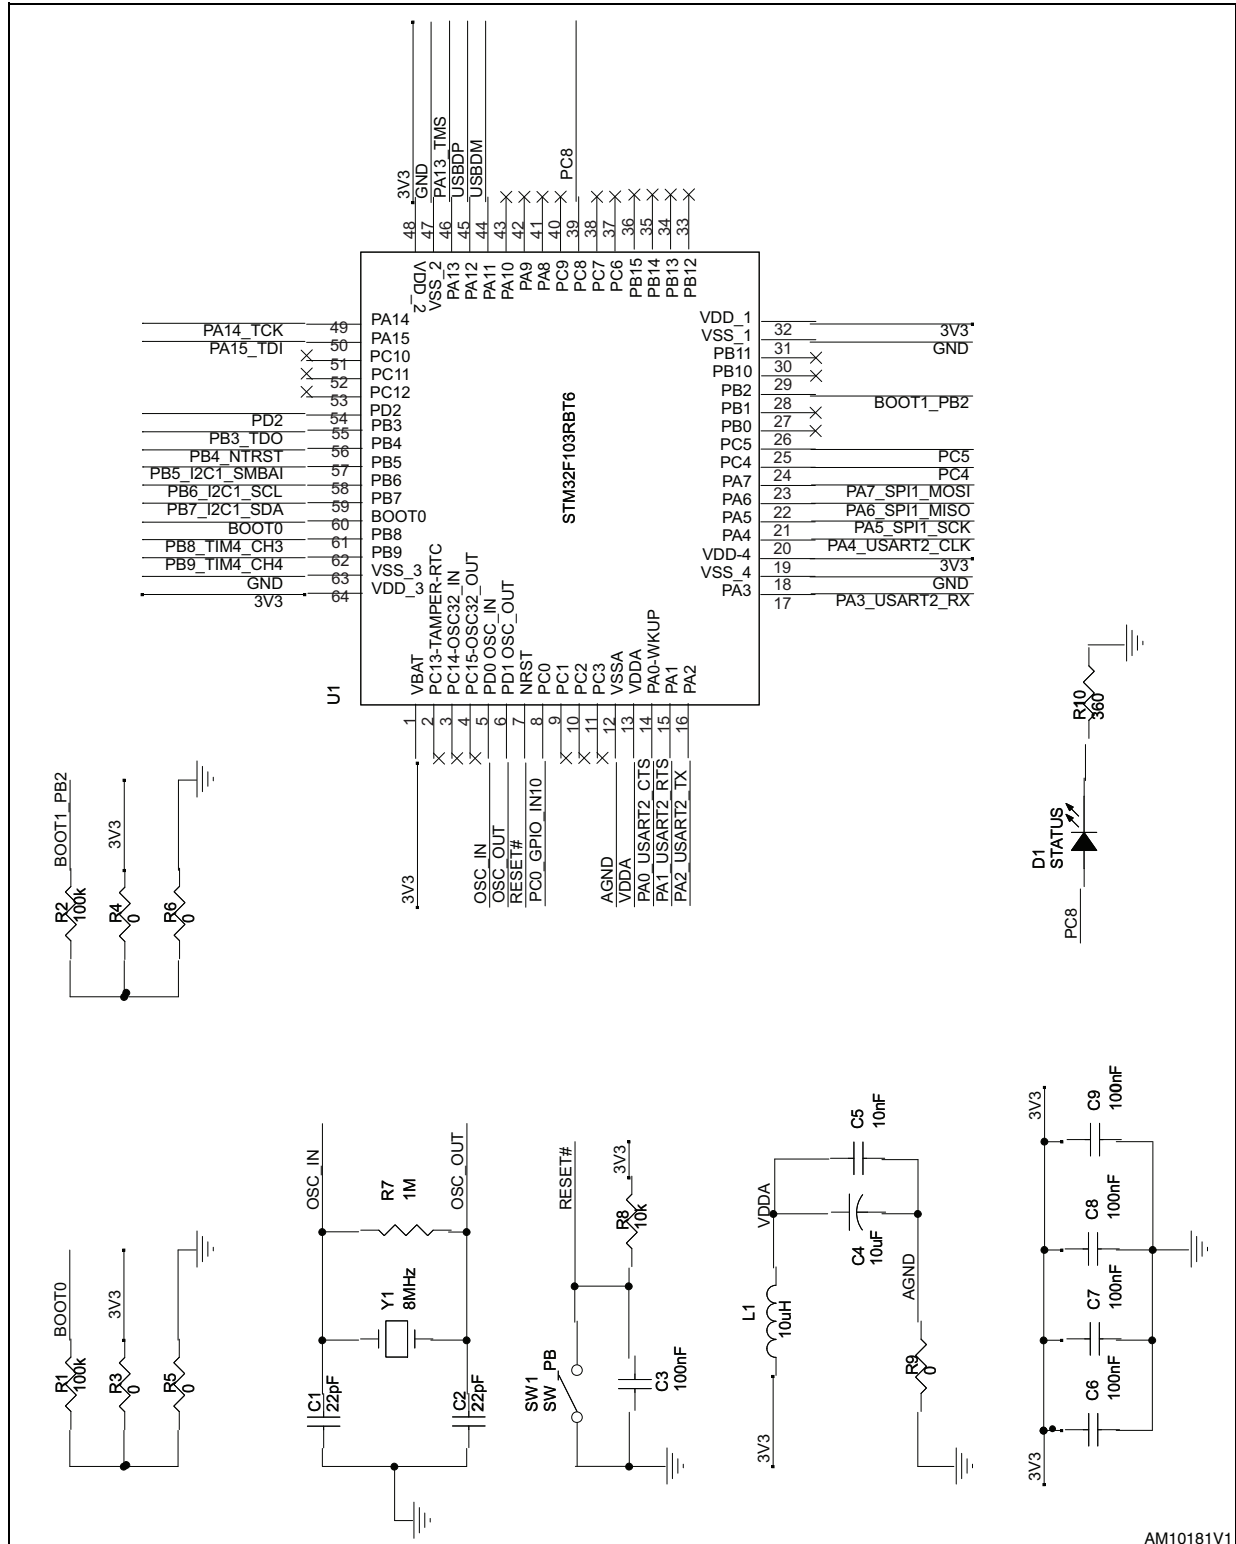 3V3
GND
PA13_TMS
USBDP
USBDM
PC8
48
47
46
45
44
43
42
41
40
39
38
37
36
35
34
33
VDD_2
VSS_2
PA13
PA12
PA11
PA10
PA9
PA8
PC9
PC8
PC7
PC6
PB15
PB14
PB13
PB12
PA14_TCK 49 PA14
PA15_TDI 50 PA15
51 PC10
52 PC11
53 PC12
PD2 54 PD2
PB3_TDO 55 PB3
PB4_NTRST 56 PB4
PB5_I2C1_SMBAI 57 PB5
PB6_I2C1_SCL 58 PB6
PB7_I2C1_SDA 59 PB7
BOOT0 60 BOOT0
PB8_TIM4_CH3 61 PB8
PB9_TIM4_CH4 62 PB9
GND 63 VSS_3
3V3 64 VDD_3
STM32F103RBT6
VDD_1 32 3V3
VSS_1 31 GND
PB11 30
PB10 29
PB2 28 BOOT1_PB2
PB1 27
PB0 26
PC5 25 PC5
PC4 24 PC4
PA7 23 PA7_SPI1_MOSI
PA6 22 PA6_SPI1_MISO
PA5 21 PA5_SPI1_SCK
PA4 20 PA4_USART2_CLK
VDD-4 19 3V3
VSS_4 18 GND
PA3 17 PA3_USART2_RX
U1
VBAT
PC13-TAMPER-RTC
PC14-OSC32_IN
PC15-OSC32_OUT
PD0 OSC_IN
PD1 OSC_OUT
NRST
PC0
PC1
PC2
PC3
VSSA
VDDA
PA0-WKUP
PA1
PA2
1
2
3
4
5
6
7
8
9
10
11
12
13
14
15
16
3V3
OSC_IN
OSC_OUT
RESET#
PC0_GPIO_IN10
AGND
VDDA
PA0_USART2_CTS
PA1_USART2_RTS
PA2_USART2_TX
R10
360
D1
STATUS
PC8
BOOT1_PB2
3V3
R2
100k
R4
0
R6
0
BOOT0
3V3
R1
100k
R3
0
R5
0
OSC_IN
OSC_OUT
R7
1M
Y1
8MHz
C1
22pF
C2
22pF
RESET#
3V3
R8
10k
SW1
SW_PB
C3
100nF
C5
10nF
VDDA
C4
10uF
AGND
L1
10uH
R9
0
3V3
3V3
C9
100nF
C8
100nF
C7
100nF
C6
100nF
3V3
AM10181V1